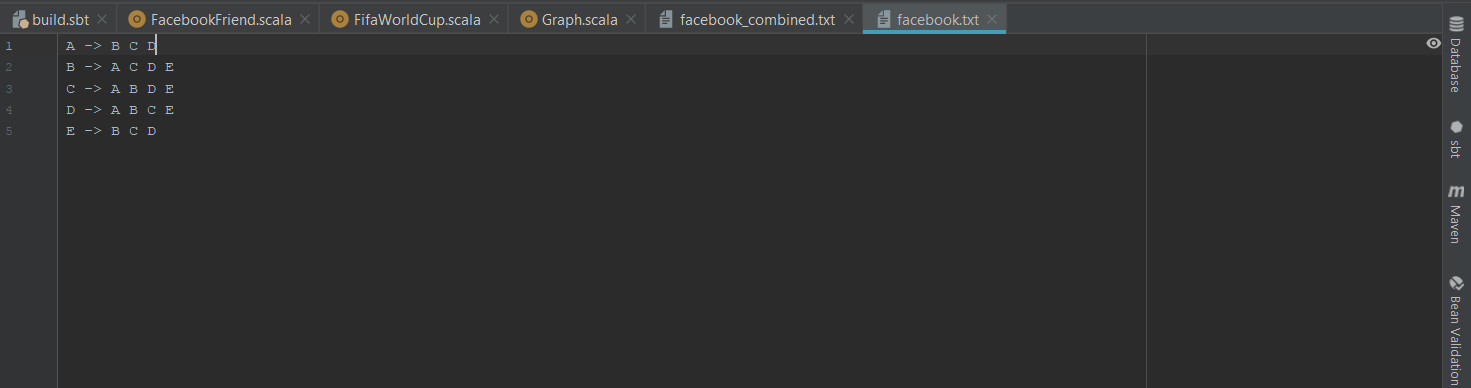 build.sbt FacebookFriend.scala FifaWorldCup.scala Graph.scala facebook_combined.txt facebook.txt
1 A -> B C D
2 B -> A C D E
3 C -> A B D E
4 D -> A B C E
5 E -> B C D
Database
sbt
m Maven
Bean Validation